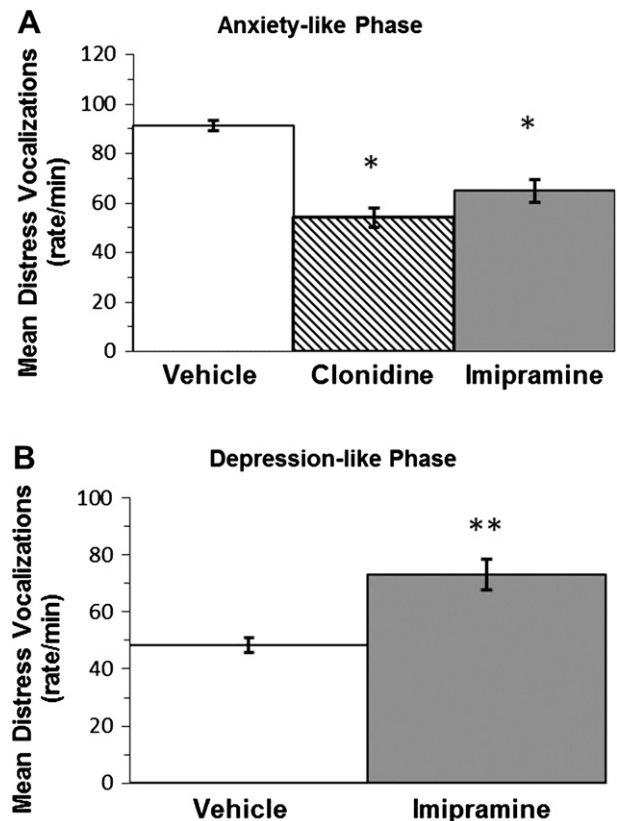 A
Anxiety-like Phase
Mean Distress Vocalizations
(rate/min)
120
100
80
60
40
20
0
*
*
Vehicle Clonidine Imipramine
B
Depression-like Phase
Mean Distress Vocalizations
(rate/min)
100
80
60
40
20
0
**
Vehicle Imipramine